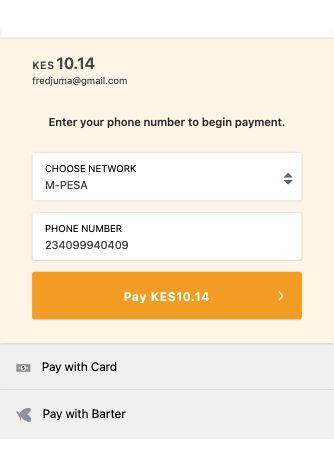 KES 10.14
fredjuma@gmail.com
Enter your phone number to begin payment.
CHOOSE NETWORK
M-PESA
PHONE NUMBER
234099940409
Pay KES10.14
Pay with Card
Pay with Barter